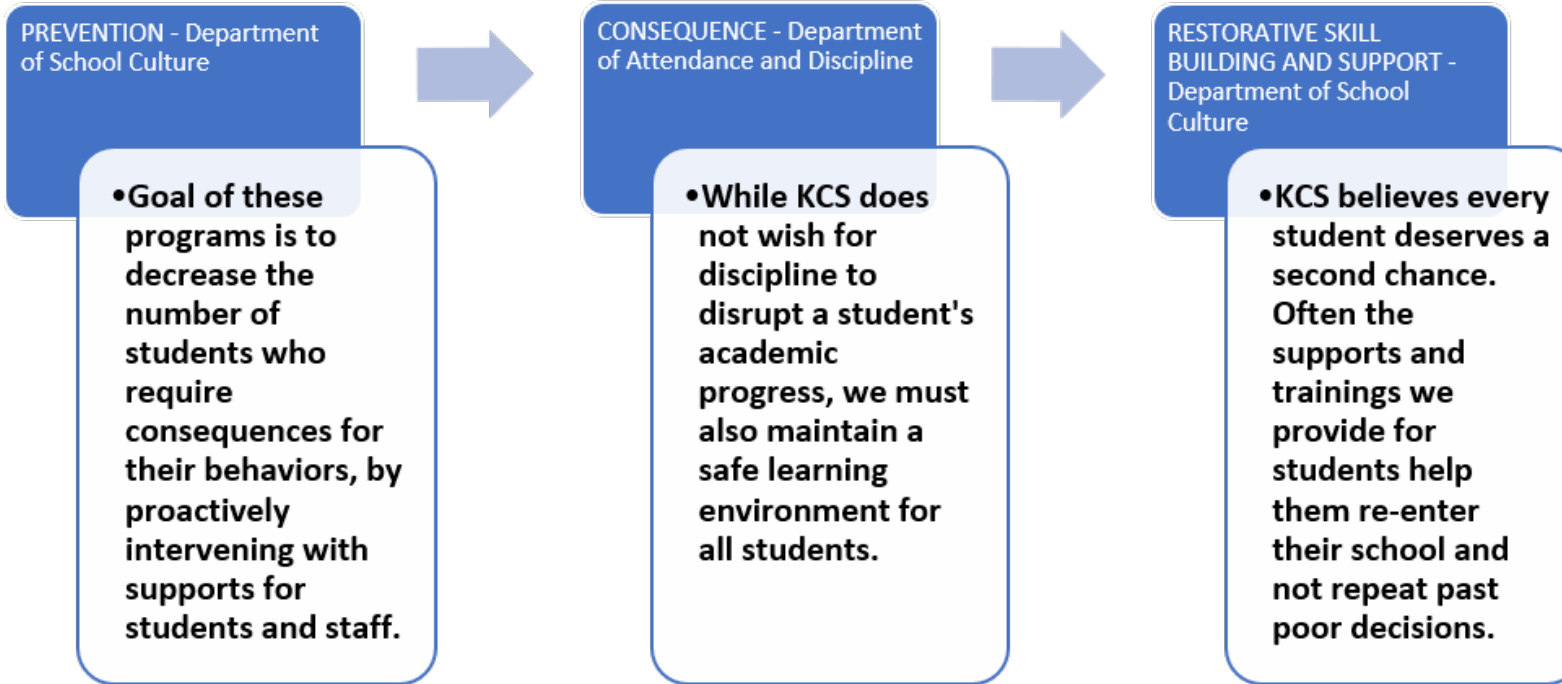 PREVENTION - Department
of School Culture
•Goal of these
programs is to
decrease the
number of
students who
require
consequences for
their behaviors, by
proactively
intervening with
supports for
students and staff.
CONSEQUENCE - Department
of Attendance and Discipline
•While KCS does
not wish for
discipline to
disrupt a student's
academic
progress, we must
also maintain a
safe learning
environment for
all students.
RESTORATIVE SKILL
BUILDING AND SUPPORT -
Department of School
Culture
•KCS believes every
student deserves a
second chance.
Often the
supports and
trainings we
provide for
students help
them re-enter
their school and
not repeat past
poor decisions.